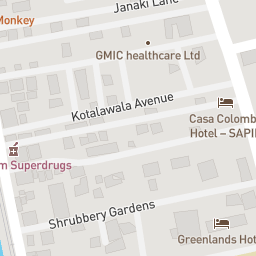 Janaki Lane
Monkey
GMIC healthcare Ltd
Kotalawala Avenue
Casa Colomb
Hotel – SAPI
m Superdrugs
Shrubbery Gardens
Greenlands Hot